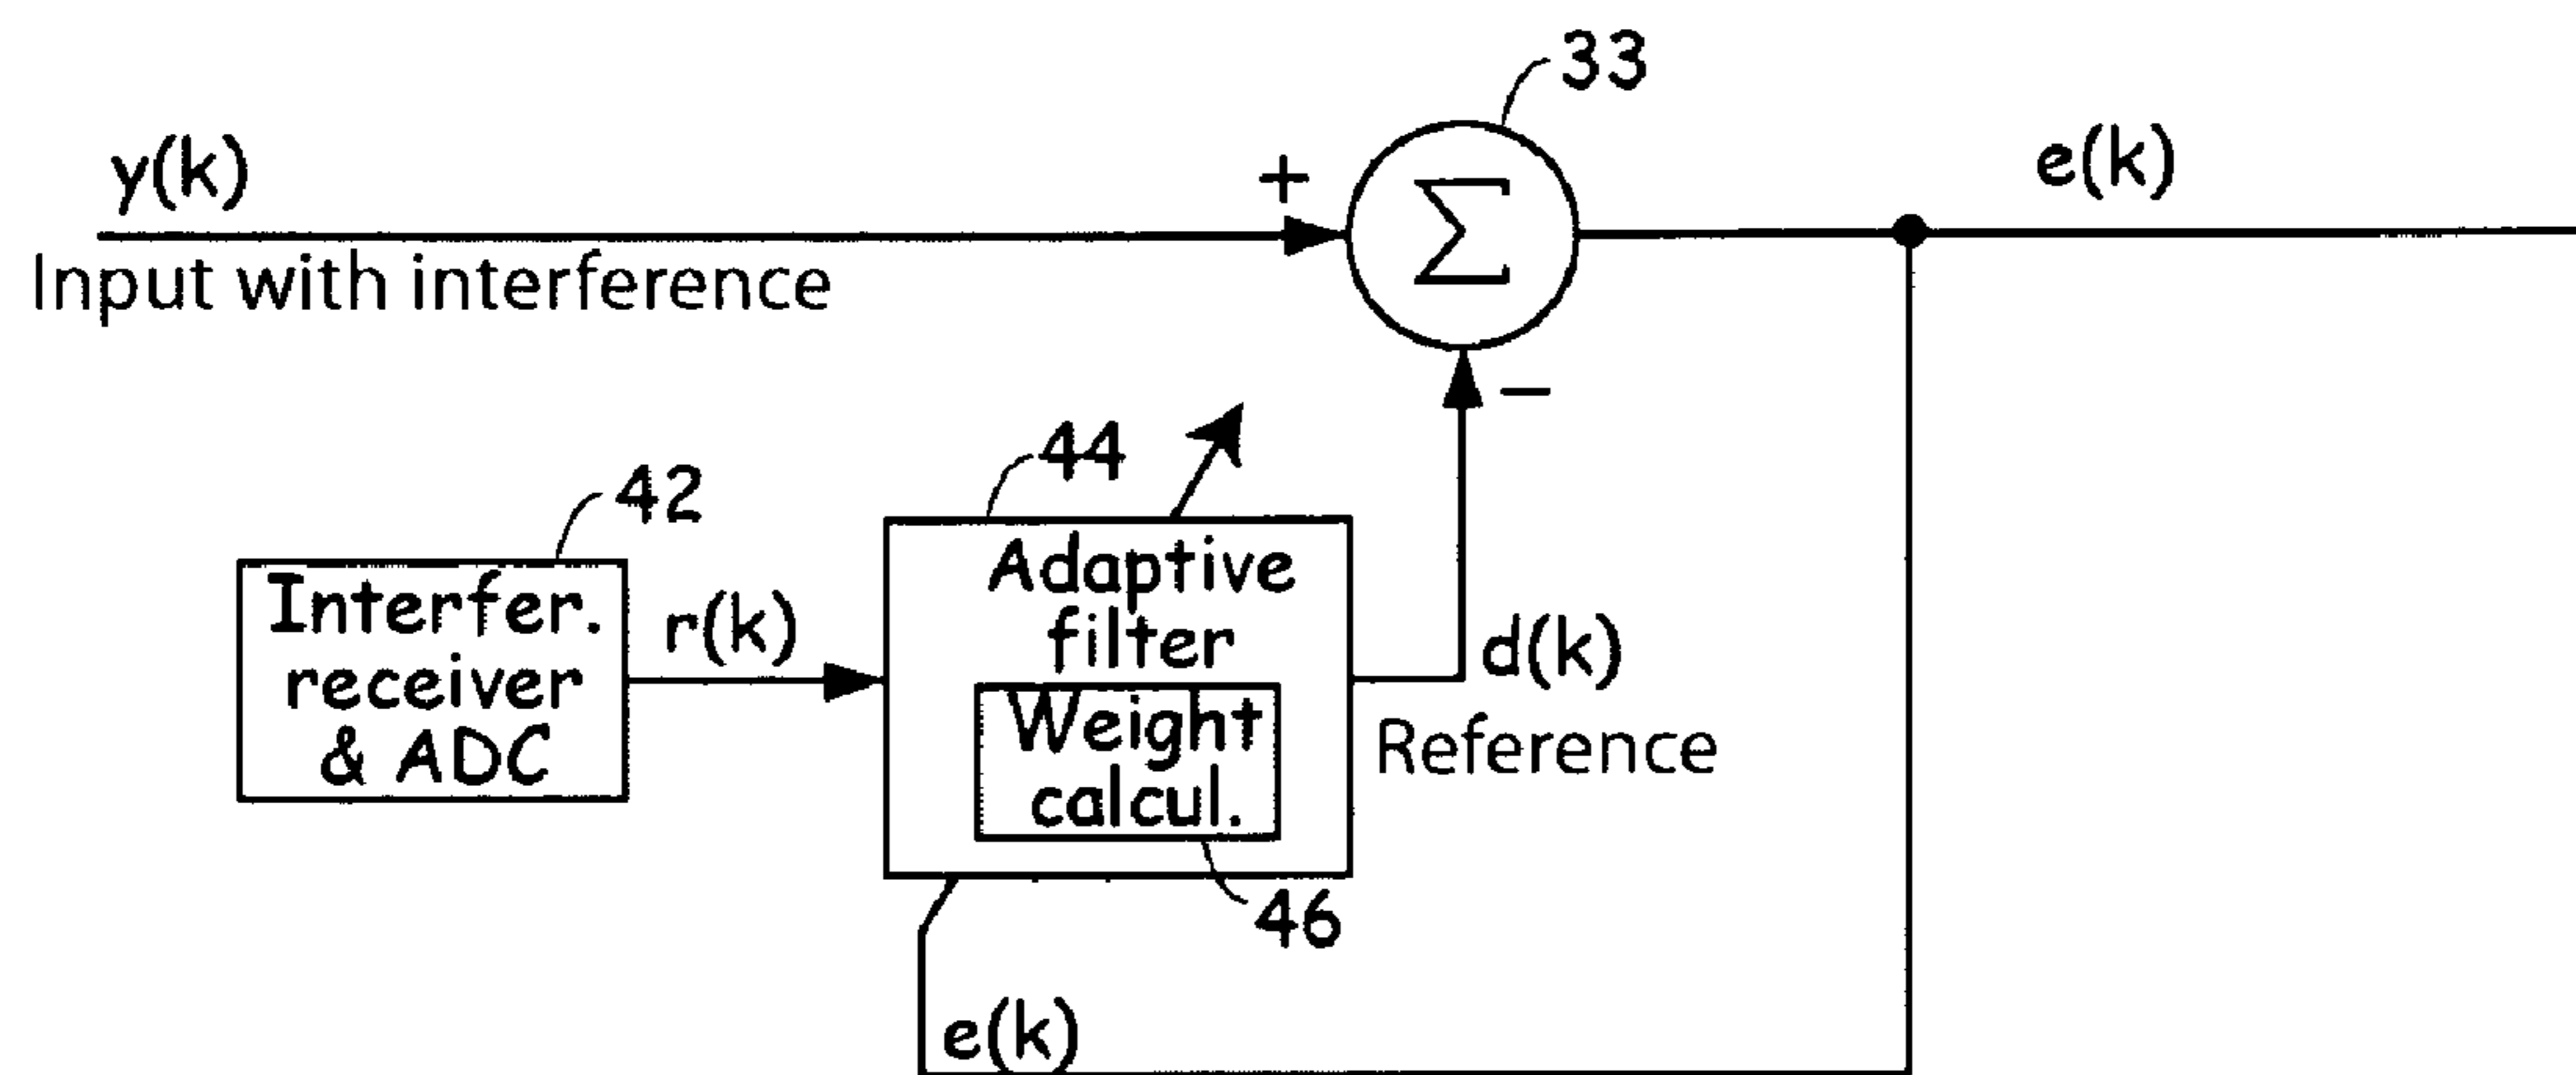 33
y(k)
+
Σ
e(k)
Input with interference
−
44
42
Adaptive
filter
Interfer.
receiver
& ADC
r(k)
d(k)
Reference
Weight
calcul.
46
e(k)